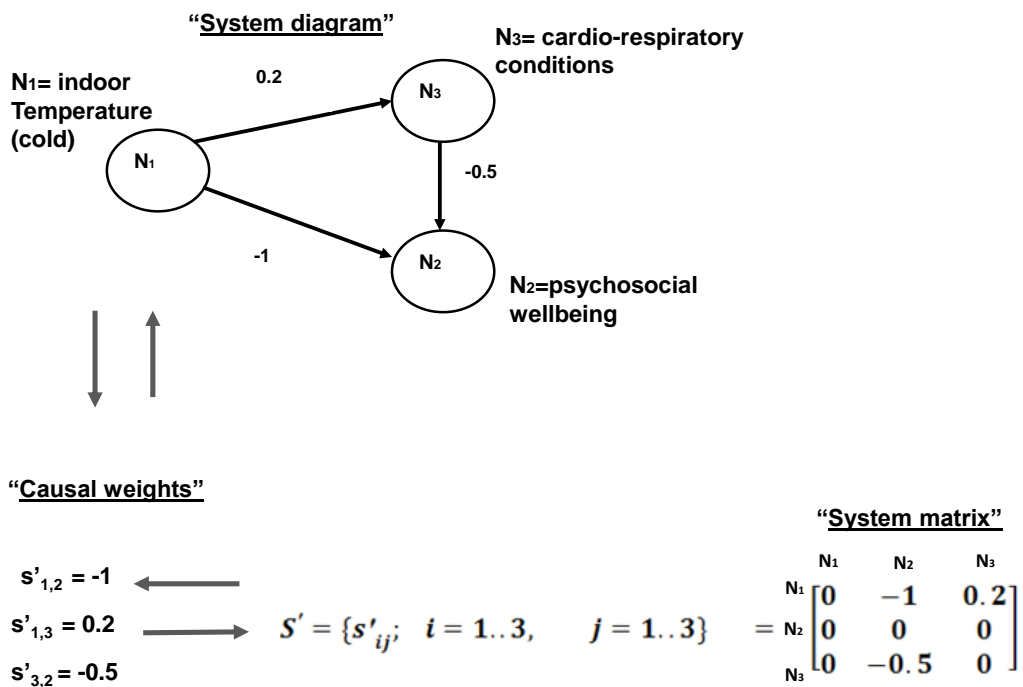 “System diagram”
N3= cardio-respiratory
conditions
N1= indoor
Temperature
(cold)
0.2
N3
N1
-0.5
-1
N2
N2=psychosocial
wellbeing
“Causal weights”
“System matrix”
s’1,2 = -1
s’1,3 = 0.2
s’3,2 = -0.5
S′ = {s′ij; i = 1..3, j = 1..3} =
N1 N2 N3
N1 [0 −1 0.2]
N2 [0 0 0]
N3 [0 −0.5 0]